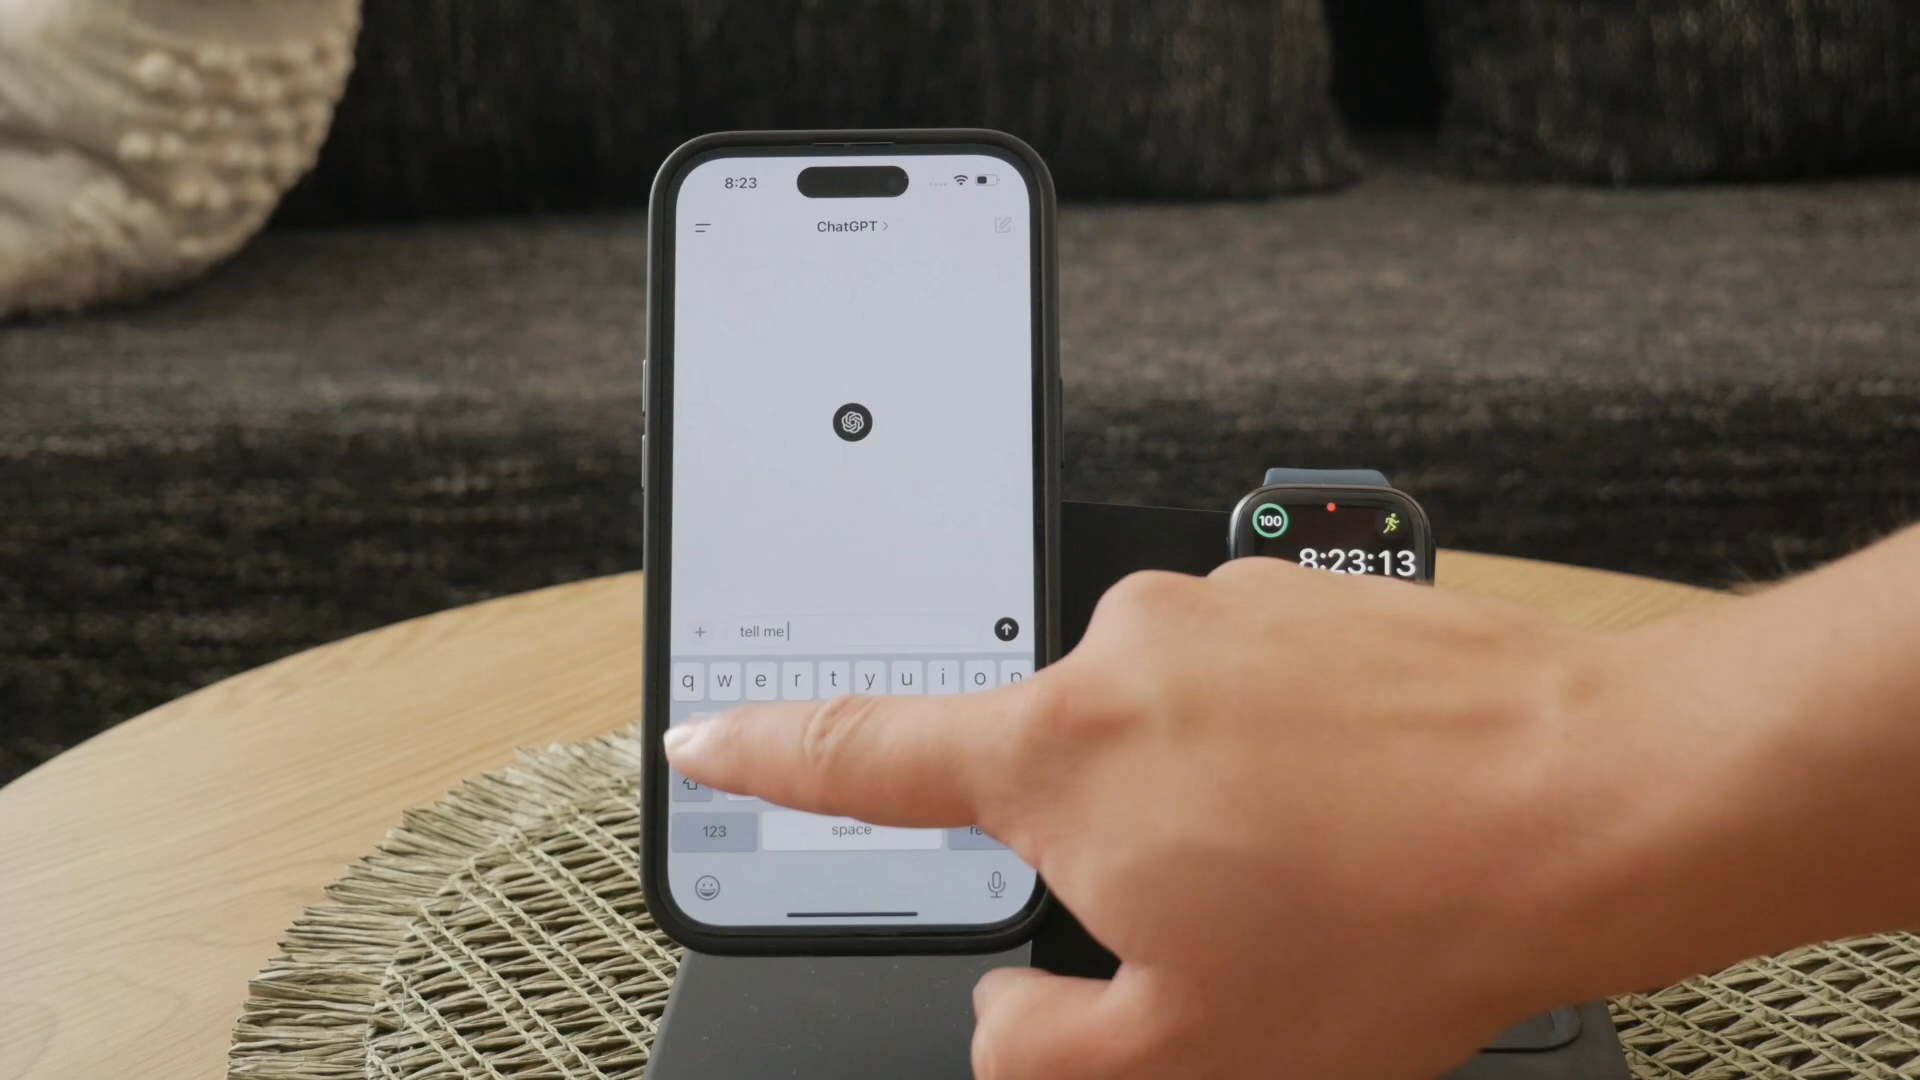 8:23
ChatGPT >
tell me
q w e r t y u i o p
123 space
100
8:23:13